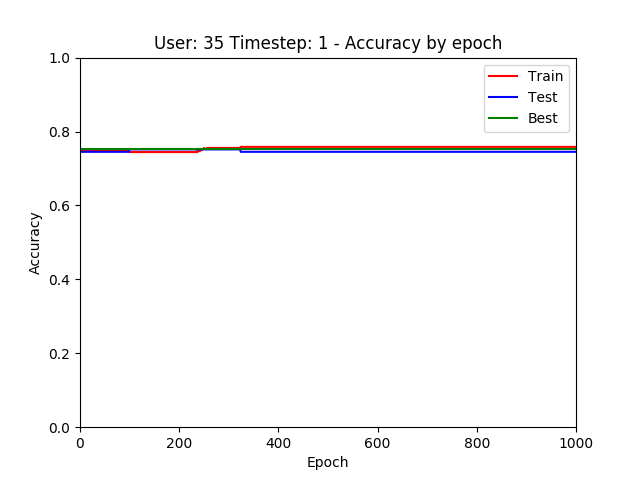 User: 35 Timestep: 1 - Accuracy by epoch
1.0
0.8
0.6
0.4
0.2
0.0
Accuracy
Train
Test
Best
0 200 400 600 800 1000
Epoch